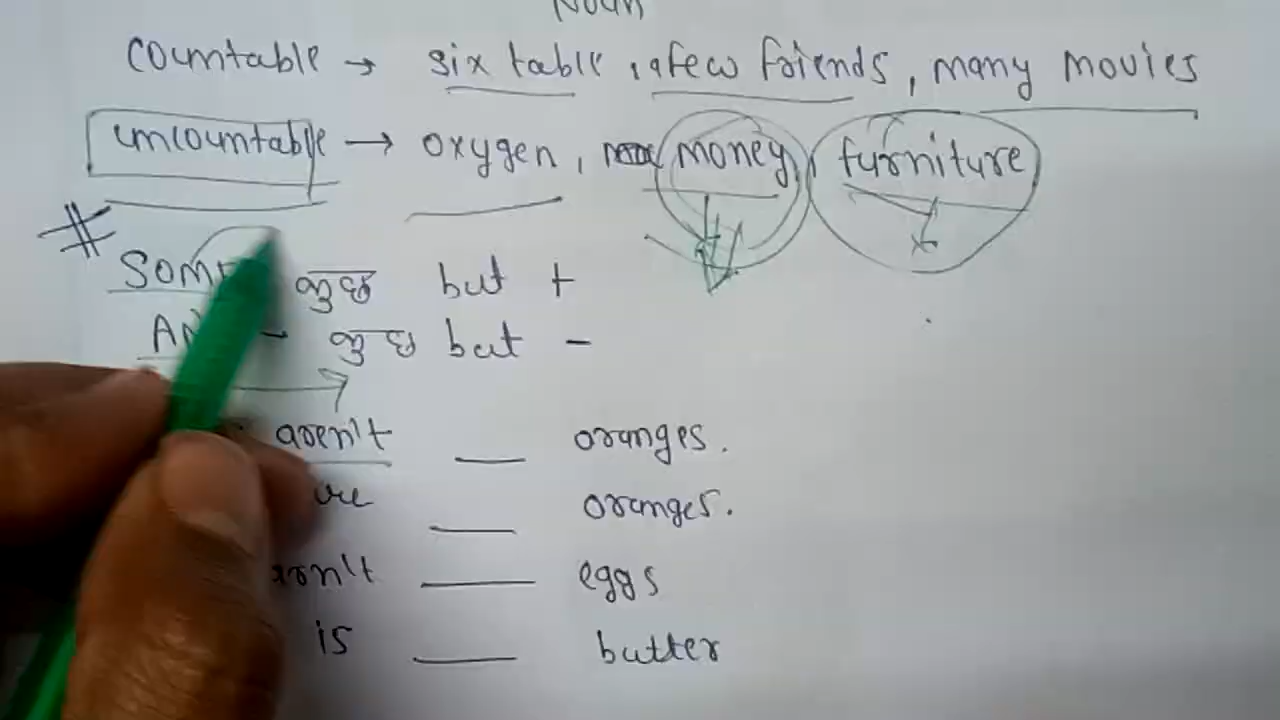 Noun
Countable → six table, a few friends, many movies
uncountable → oxygen, money, furniture
# 
कुछ but +
- कुछ but -
aren't ___ oranges.
___ oranges.
___ eggs
is ___ butter